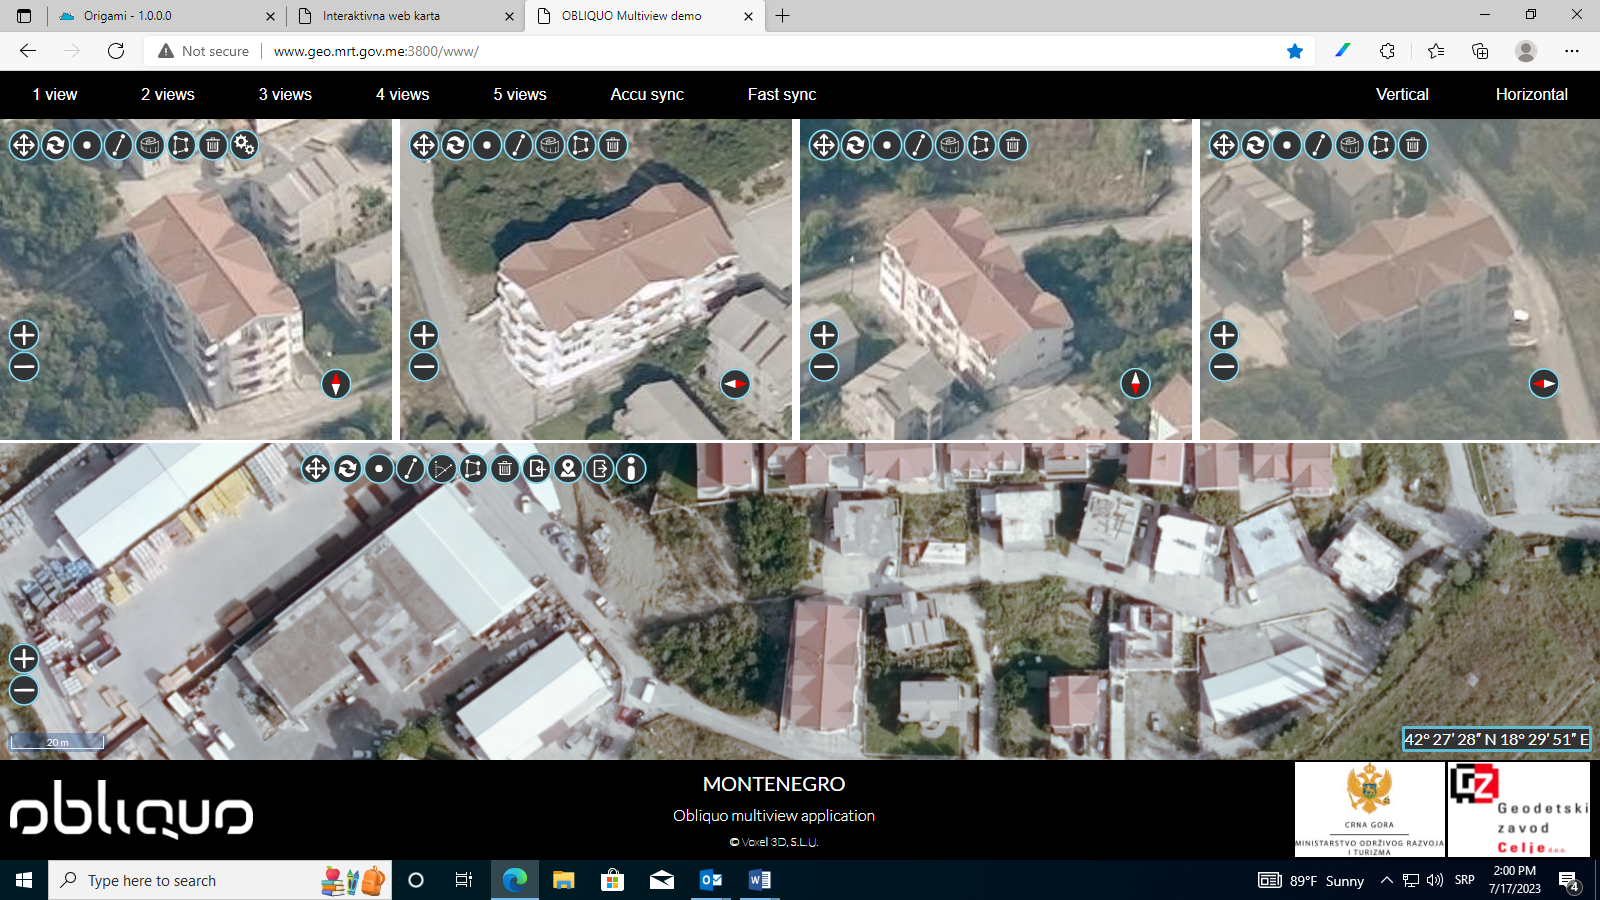 Origami - 1.0.0.0
Interaktivna web karta
OBLIQUO Multiview demo
Not secure
www.geo.mrt.gov.me:3800/www/
1 view
2 views
3 views
4 views
5 views
Accu sync
Fast sync
Vertical
Horizontal
20 m
42° 27′ 28″ N 18° 29′ 51″ E
obliquo
MONTENEGRO
Obliquo multiview application
© Voxel 3D, S.L.U.
CRNA GORA
MINISTARSTVO ODRŽIVOG RAZVOJA
I TURIZMA
GZ
Geodetski
zavod
Celje d.o.o.
Type here to search
89°F Sunny
SRP
2:00 PM
7/17/2023
4